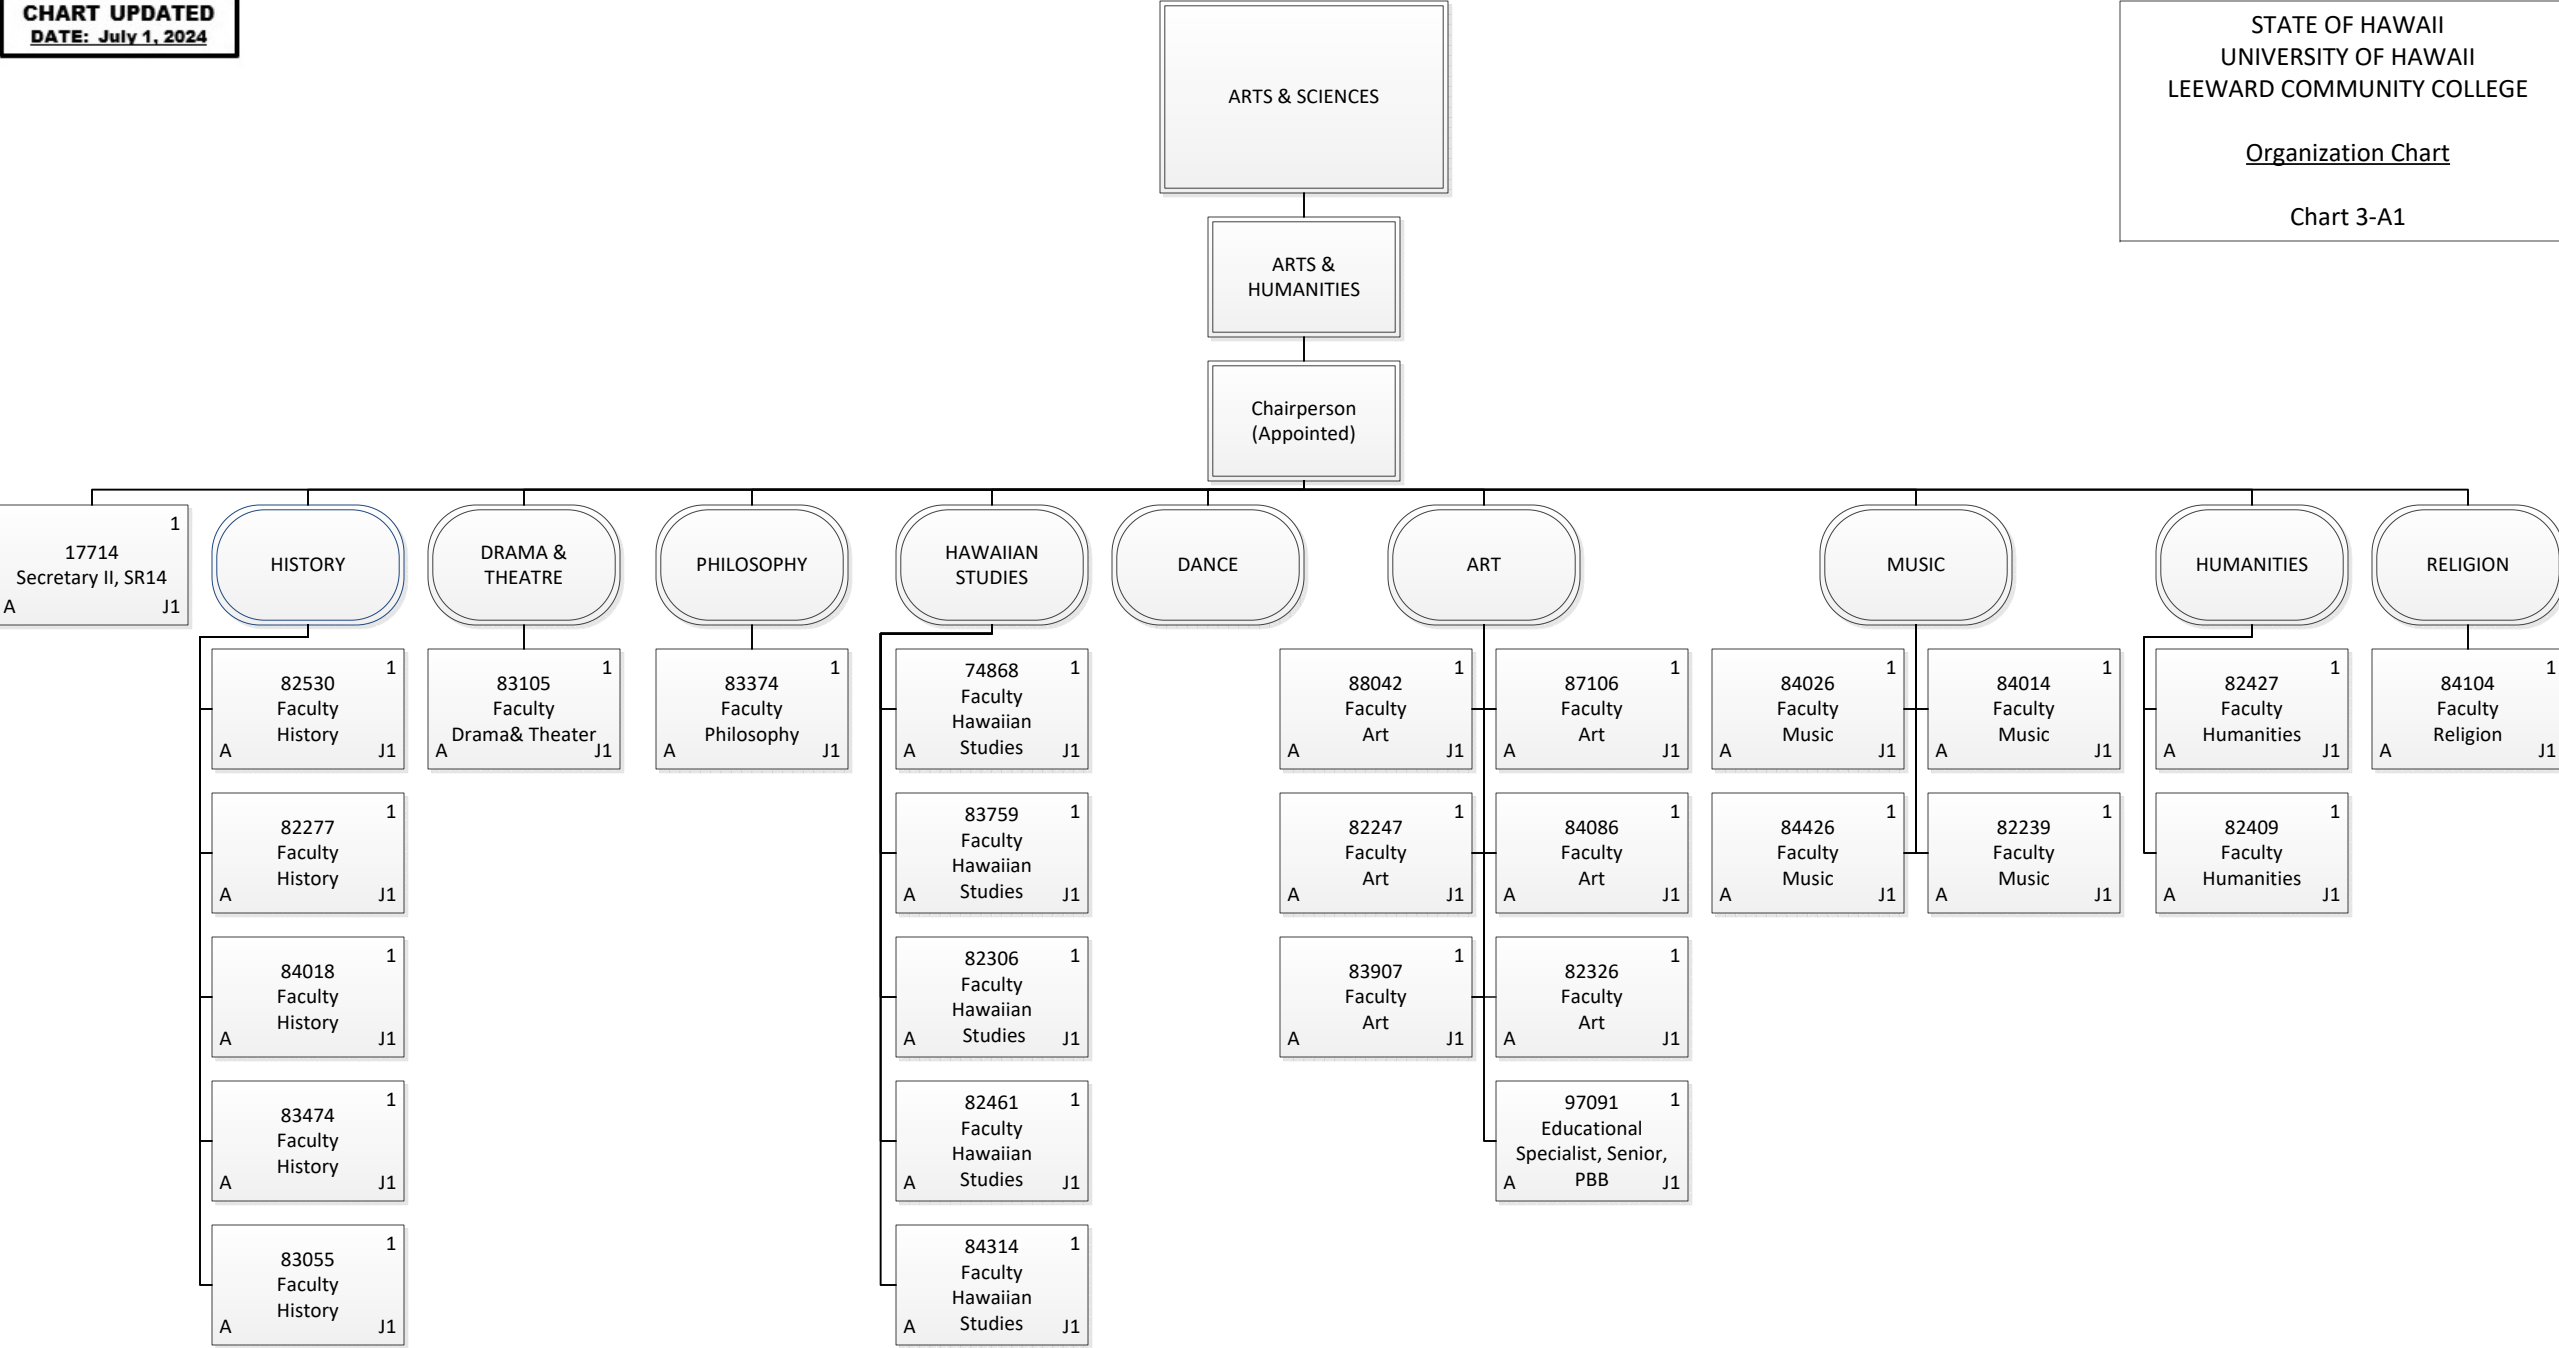 CHART UPDATED
DATE: July 1, 2024
STATE OF HAWAII
UNIVERSITY OF HAWAII
LEEWARD COMMUNITY COLLEGE
Organization Chart
Chart 3-A1
ARTS & SCIENCES
ARTS &
HUMANITIES
Chairperson
(Appointed)
1
17714
Secretary II, SR14
A J1
HISTORY
DRAMA &
THEATRE
PHILOSOPHY
HAWAIIAN
STUDIES
DANCE
ART
MUSIC
HUMANITIES
RELIGION
1
82530
Faculty
History
A J1
1
82277
Faculty
History
A J1
1
84018
Faculty
History
A J1
1
83474
Faculty
History
A J1
1
83055
Faculty
History
A J1
1
83105
Faculty
Drama& Theater
A J1
1
83374
Faculty
Philosophy
A J1
74868 1
Faculty
Hawaiian
Studies
A J1
83759 1
Faculty
Hawaiian
Studies
A J1
82306 1
Faculty
Hawaiian
Studies
A J1
82461 1
Faculty
Hawaiian
Studies
A J1
84314 1
Faculty
Hawaiian
Studies
A J1
1
88042
Faculty
Art
A J1
1
87106
Faculty
Art
A J1
1
82247
Faculty
Art
A J1
1
84086
Faculty
Art
A J1
1
83907
Faculty
Art
A J1
1
82326
Faculty
Art
A J1
97091 1
Educational
Specialist, Senior,
PBB
A J1
1
84026
Faculty
Music
A J1
1
84014
Faculty
Music
A J1
1
84426
Faculty
Music
A J1
1
82239
Faculty
Music
A J1
1
82427
Faculty
Humanities
A J1
1
82409
Faculty
Humanities
A J1
1
84104
Faculty
Religion
A J1